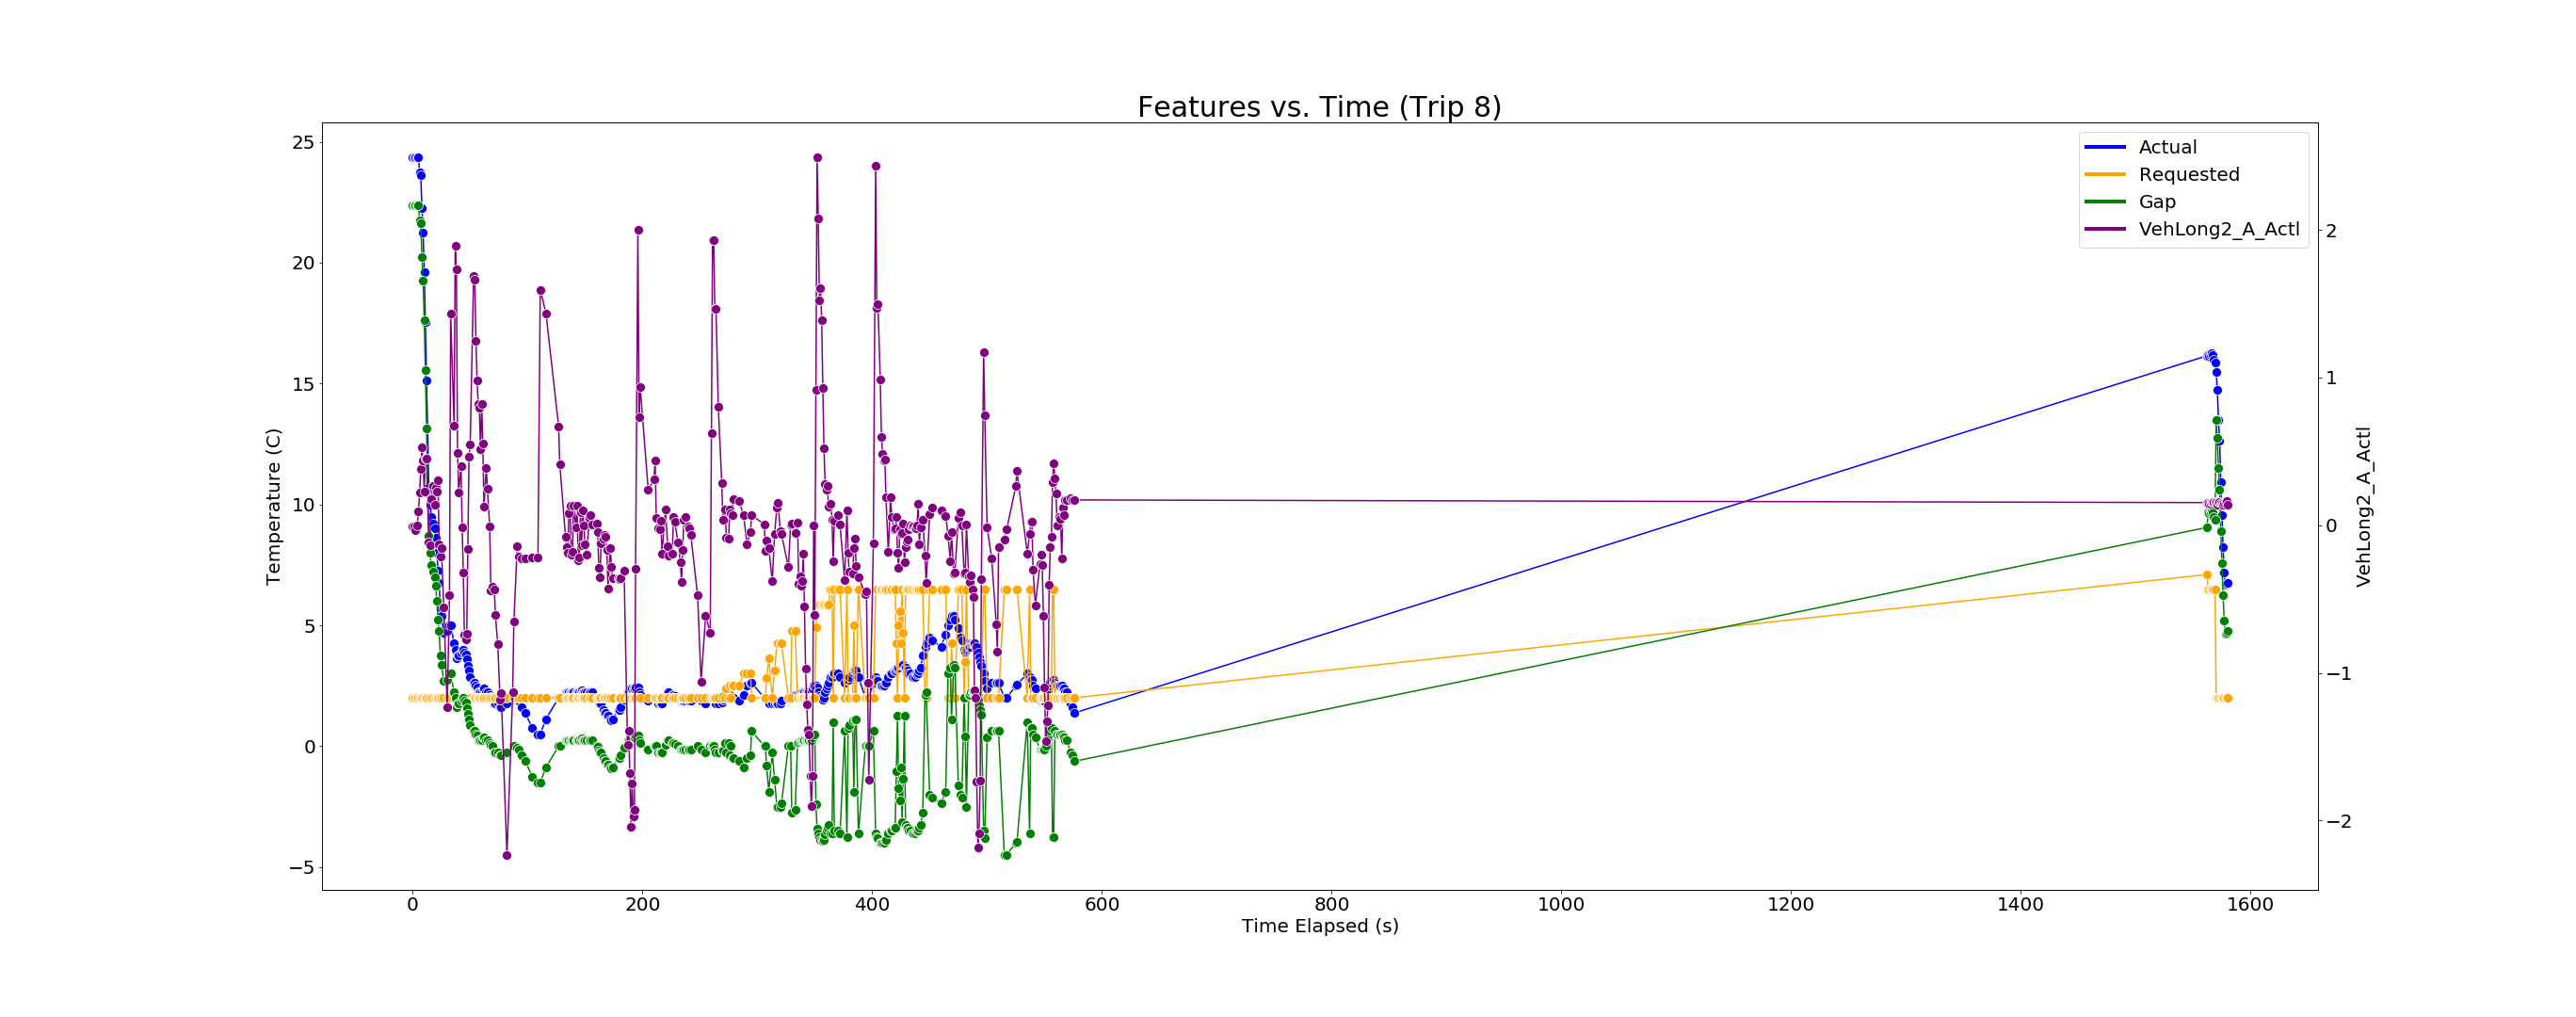 Features vs. Time (Trip 8)
25
20
15
10
5
0
−5
Temperature (C)
Actual
Requested
Gap
VehLong2_A_Actl
2
1
0
−1
−2
VehLong2_A_Actl
0 200 400 600 800 1000 1200 1400 1600
Time Elapsed (s)